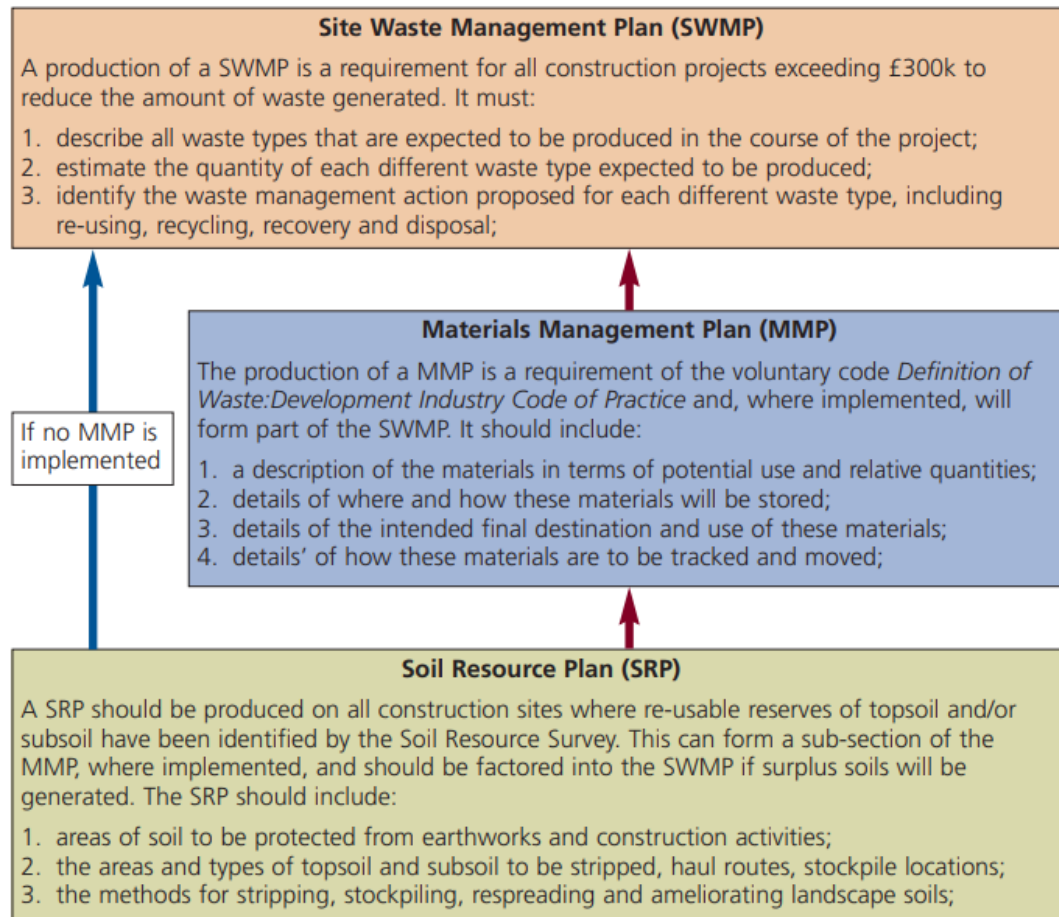 Site Waste Management Plan (SWMP)
A production of a SWMP is a requirement for all construction projects exceeding £300k to
reduce the amount of waste generated. It must:
1. describe all waste types that are expected to be produced in the course of the project;
2. estimate the quantity of each different waste type expected to be produced;
3. identify the waste management action proposed for each different waste type, including
re-using, recycling, recovery and disposal;
If no MMP is
implemented
Materials Management Plan (MMP)
The production of a MMP is a requirement of the voluntary code Definition of
Waste:Development Industry Code of Practice and, where implemented, will
form part of the SWMP. It should include:
1. a description of the materials in terms of potential use and relative quantities;
2. details of where and how these materials will be stored;
3. details of the intended final destination and use of these materials;
4. details’ of how these materials are to be tracked and moved;
Soil Resource Plan (SRP)
A SRP should be produced on all construction sites where re-usable reserves of topsoil and/or
subsoil have been identified by the Soil Resource Survey. This can form a sub-section of the
MMP, where implemented, and should be factored into the SWMP if surplus soils will be
generated. The SRP should include:
1. areas of soil to be protected from earthworks and construction activities;
2. the areas and types of topsoil and subsoil to be stripped, haul routes, stockpile locations;
3. the methods for stripping, stockpiling, respreading and ameliorating landscape soils;